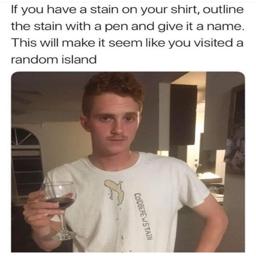 If you have a stain on your shirt, outline
the stain with a pen and give it a name.
This will make it seem like you visited a
random island